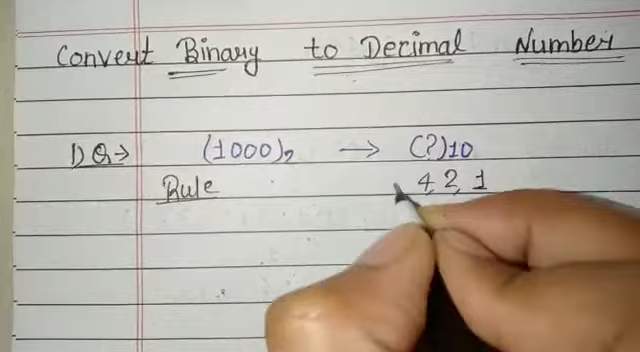 Convert Binary to Decimal Number
1) Q→ (1000)2 → (?)10
Rule 4, 2, 1